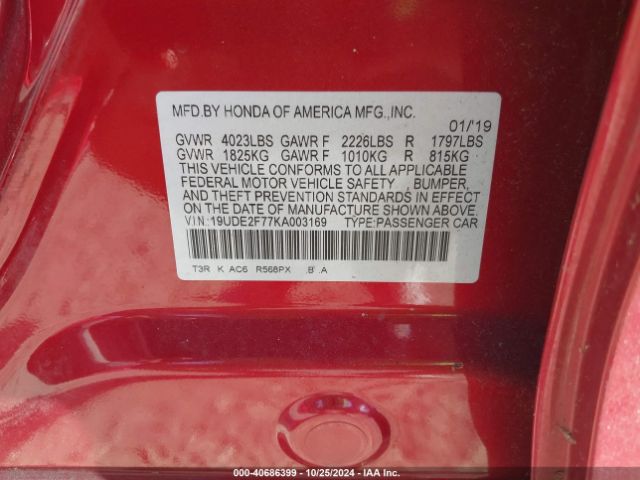 MFD.BY HONDA OF AMERICA MFG.,INC.
01/'19
GVWR 4023LBS GAWR F 2226LBS R 1797LBS
GVWR 1825KG GAWR F 1010KG R 815KG
THIS VEHICLE CONFORMS TO ALL APPLICABLE
FEDERAL MOTOR VEHICLE SAFETY , BUMPER,
AND THEFT PREVENTION STANDARDS IN EFFECT
ON THE DATE OF MANUFACTURE SHOWN ABOVE.
VIN:19UDE2F77KA003169 TYPE:PASSENGER CAR
T3R K AC6 R568PX .B .A
000-40686399 - 10/25/2024 - IAA Inc.